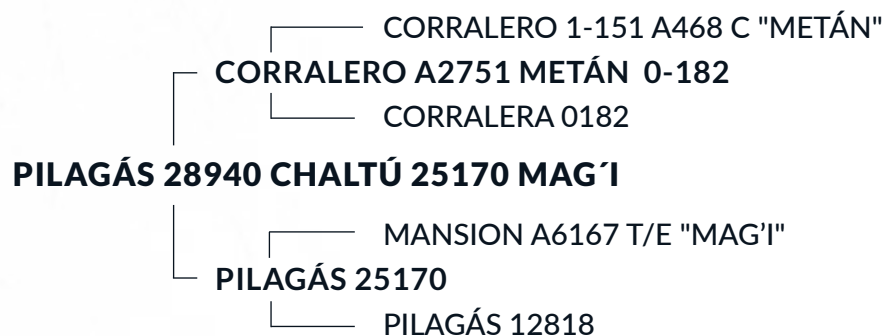 CORRALERO 1-151 A468 C "METÁN"
CORRALERO A2751 METÁN 0-182
CORRALERA 0182
PILAGÁS 28940 CHALTÚ 25170 MAG´I
MANSION A6167 T/E "MAG’I"
PILAGÁS 25170
PILAGÁS 12818